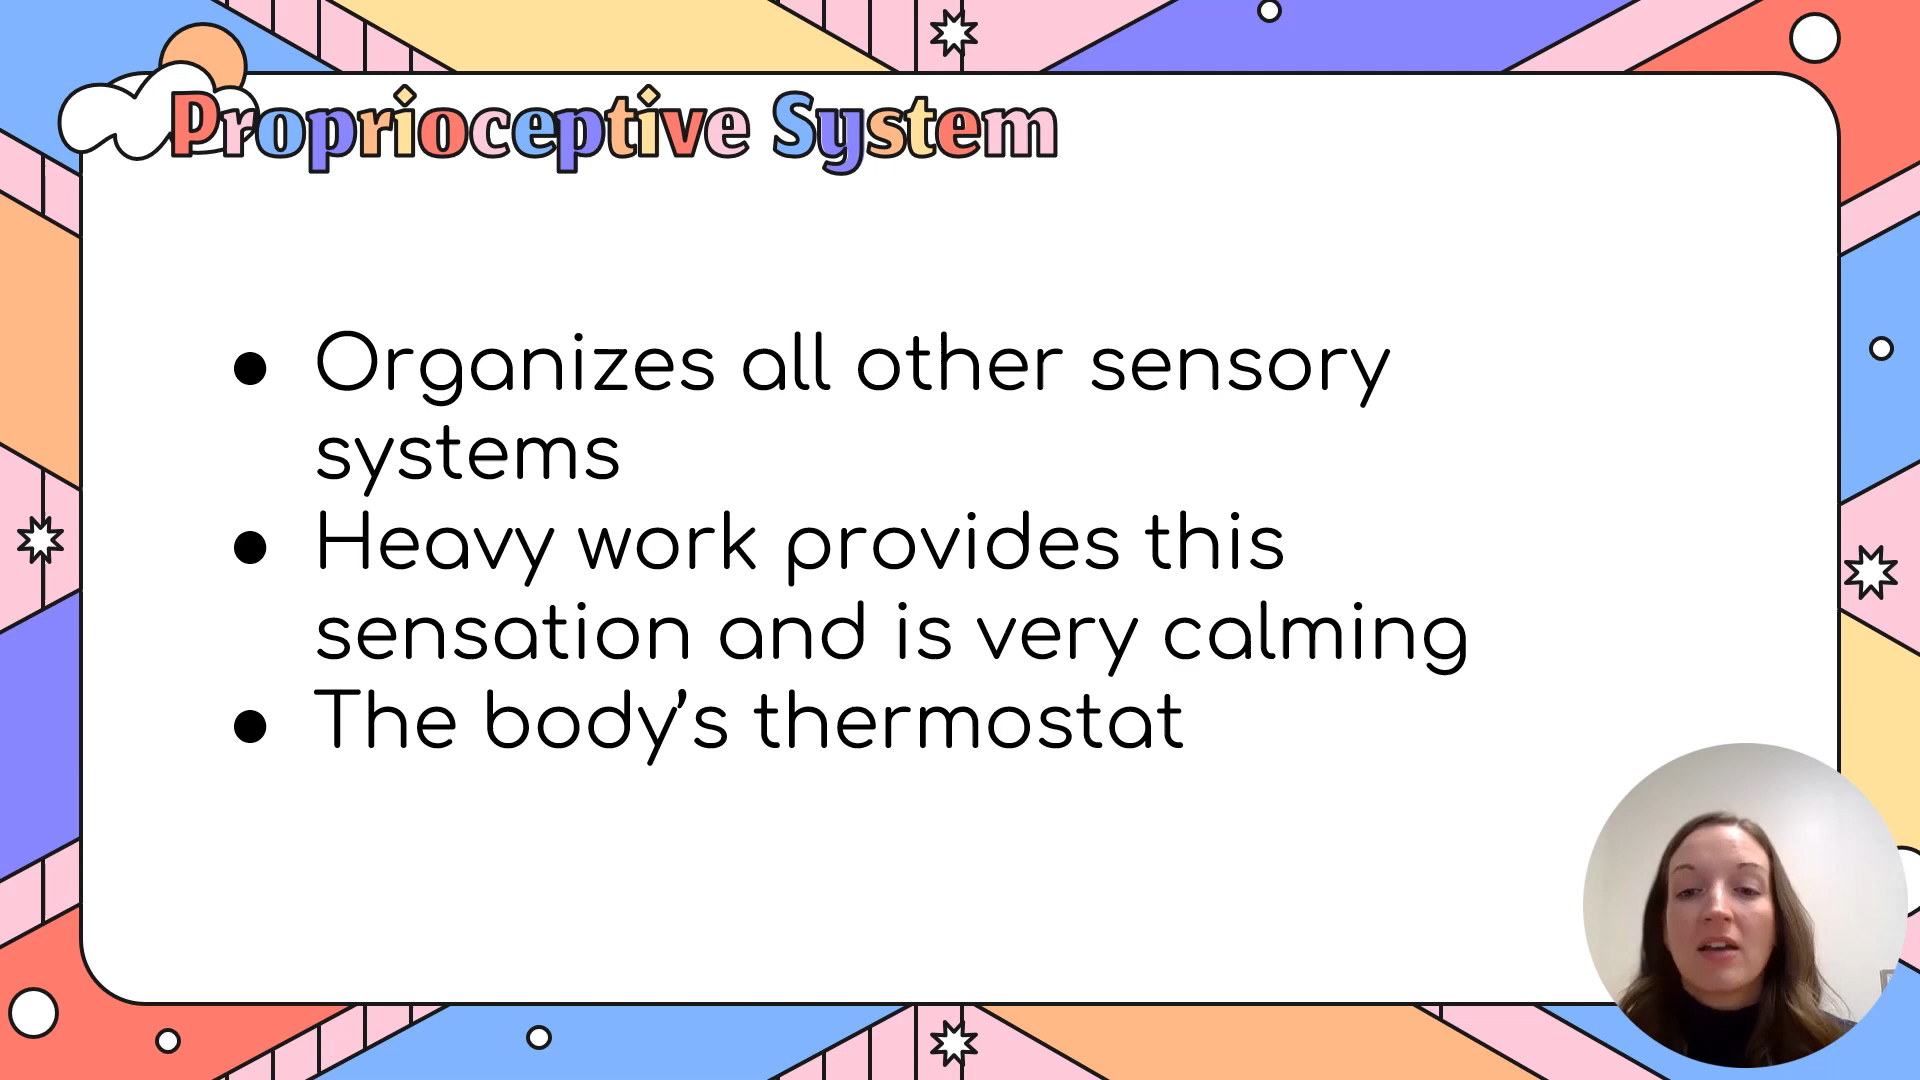 Proprioceptive System
● Organizes all other sensory
systems
● Heavy work provides this
sensation and is very calming
● The body’s thermostat